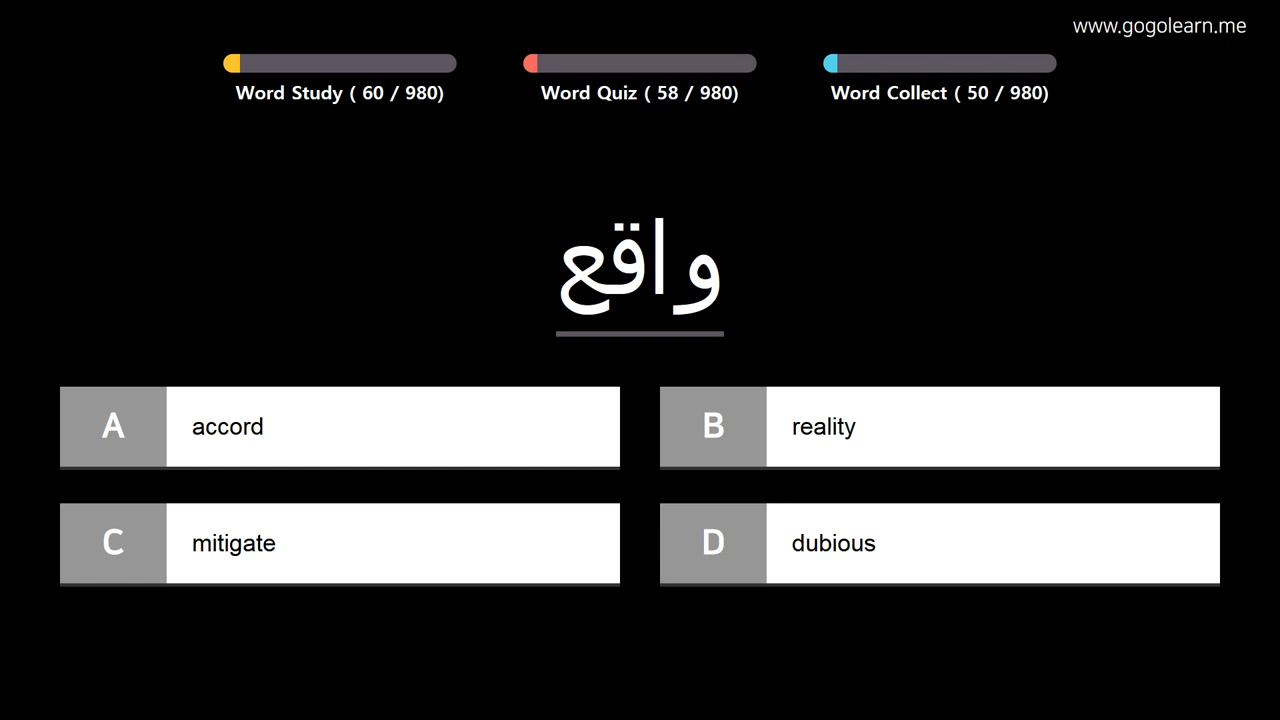 www.gogolearn.me
Word Study ( 60 / 980)
Word Quiz ( 58 / 980)
Word Collect ( 50 / 980)
واقع
A accord
B reality
C mitigate
D dubious